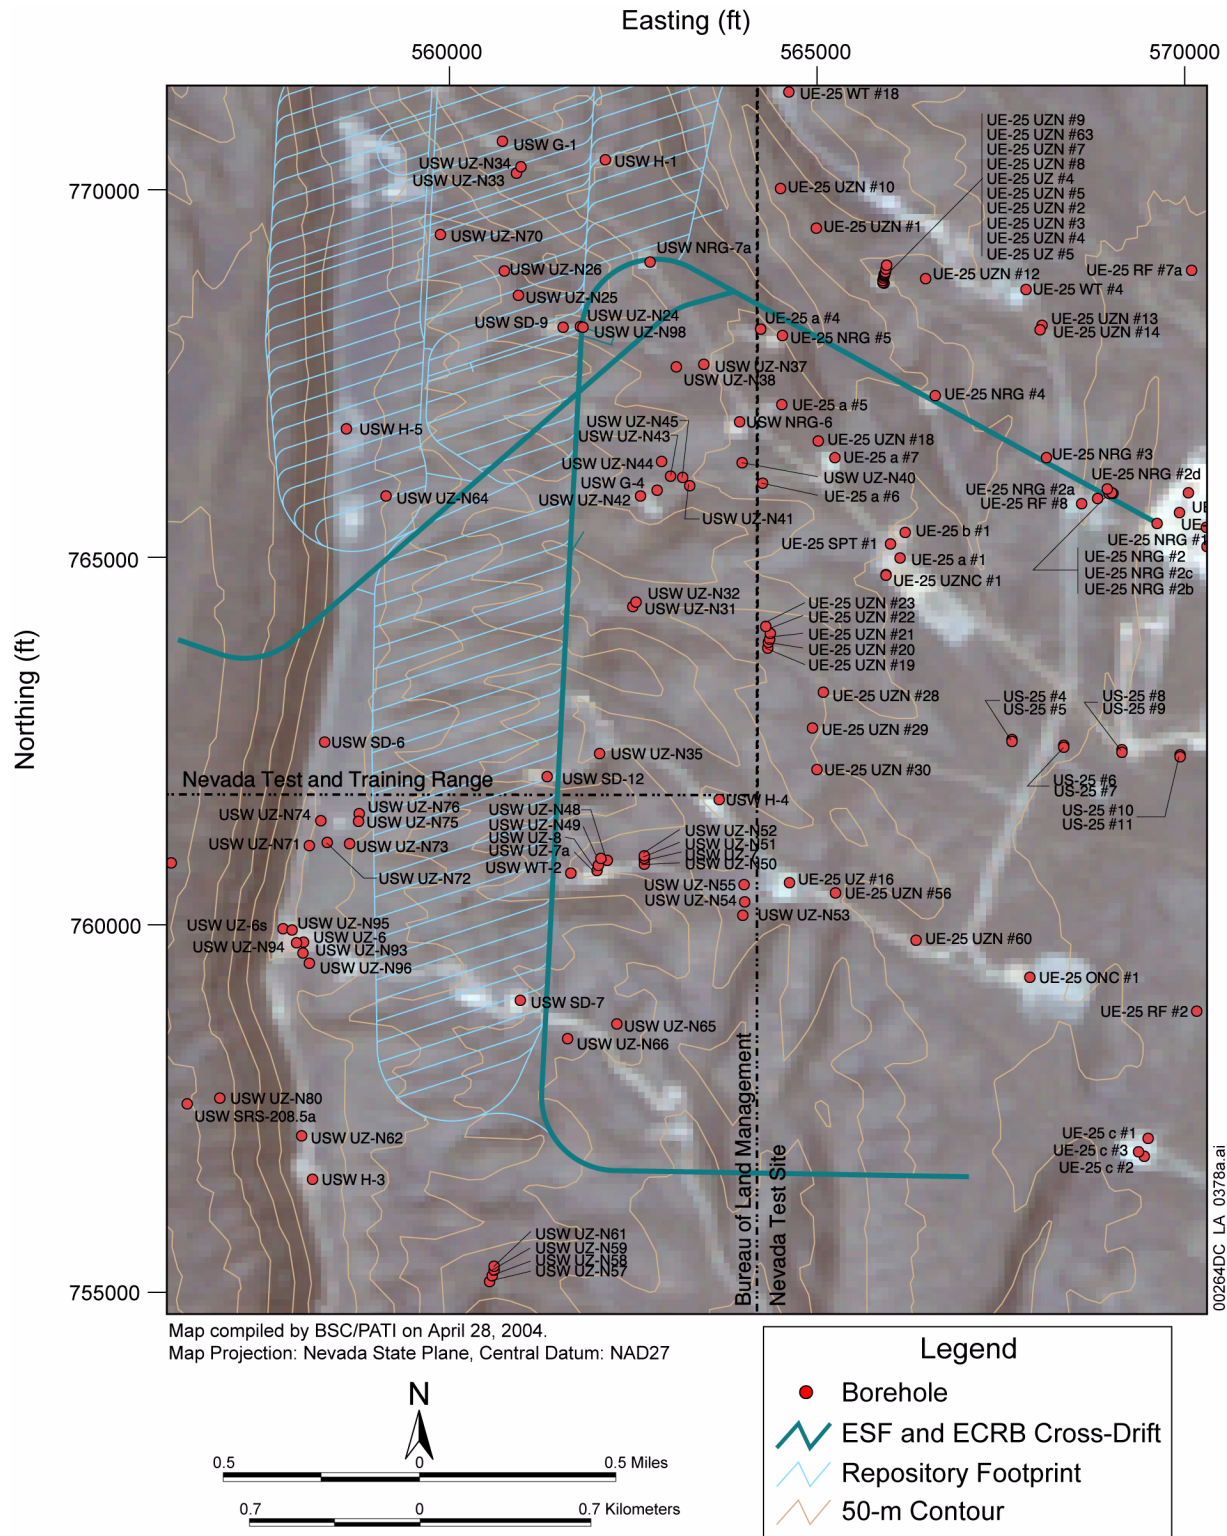 Easting (ft)
560000
565000
570000
Northing (ft)
770000
765000
760000
755000
UE-25 WT #18
UE-25 UZN #9
UE-25 UZN #63
UE-25 UZN #7
UE-25 UZN #8
UE-25 UZ #4
UE-25 UZN #5
UE-25 UZN #2
UE-25 UZN #3
UE-25 UZN #4
UE-25 UZ #5
USW G-1
USW UZ-N34
USW UZ-N33
USW H-1
UE-25 UZN #10
UE-25 UZN #1
USW UZ-N70
USW NRG-7a
USW UZ-N26
UE-25 UZN #12
UE-25 RF #7a
UE-25 WT #4
USW UZ-N25
USW UZ-N24
USW SD-9
USW UZ-N98
UE-25 a #4
UE-25 NRG #5
UE-25 UZN #13
UE-25 UZN #14
USW UZ-N37
USW UZ-N38
UE-25 NRG #4
UE-25 a #5
USW UZ-N45
USW UZ-N43
USW NRG-6
USW H-5
UE-25 UZN #18
UE-25 a #7
UE-25 NRG #3
USW UZ-N44
USW G-4
USW UZ-N42
USW UZ-N40
UE-25 a #6
USW UZ-N41
USW UZ-N64
UE-25 NRG #2d
UE-25 NRG #2a
UE-25 RF #8
UE
UE-
UE-25 NRG #1
UE-25 NRG #2
UE-25 NRG #2c
UE-25 NRG #2b
UE-25 b #1
UE-25 SPT #1
UE-25 a #1
UE-25 UZNC #1
USW UZ-N32
USW UZ-N31
UE-25 UZN #23
UE-25 UZN #22
UE-25 UZN #21
UE-25 UZN #20
UE-25 UZN #19
UE-25 UZN #28
UE-25 UZN #29
UE-25 UZN #30
US-25 #4
US-25 #5
US-25 #8
US-25 #9
US-25 #6
US-25 #7
US-25 #10
US-25 #11
USW SD-6
USW UZ-N35
Nevada Test and Training Range
USW SD-12
USW H-4
USW UZ-N76
USW UZ-N74
USW UZ-N75
USW UZ-N71
USW UZ-N73
USW UZ-N72
USW UZ-N48
USW UZ-N49
USW UZ-8
USW UZ-7a
USW WT-2
USW UZ-N52
USW UZ-N51
USW UZ-N50
USW UZ-N55
USW UZ-N54
USW UZ-N53
UE-25 UZ #16
UE-25 UZN #56
UE-25 UZN #60
USW UZ-6s
USW UZ-N95
USW UZ-6
USW UZ-N94
USW UZ-N93
USW UZ-N96
UE-25 ONC #1
UE-25 RF #2
USW SD-7
USW UZ-N65
USW UZ-N66
USW UZ-N80
USW SRS-208.5a
USW UZ-N62
USW H-3
UE-25 c #1
UE-25 c #3
UE-25 c #2
USW UZ-N61
USW UZ-N59
USW UZ-N58
USW UZ-N57
Bureau of Land Management
Nevada Test Site
00264DC_LA_0378a.ai
Map compiled by BSC/PATI on April 28, 2004.
Map Projection: Nevada State Plane, Central Datum: NAD27
N
0.5 0 0.5 Miles
0.7 0 0.7 Kilometers
Legend
Borehole
ESF and ECRB Cross-Drift
Repository Footprint
50-m Contour